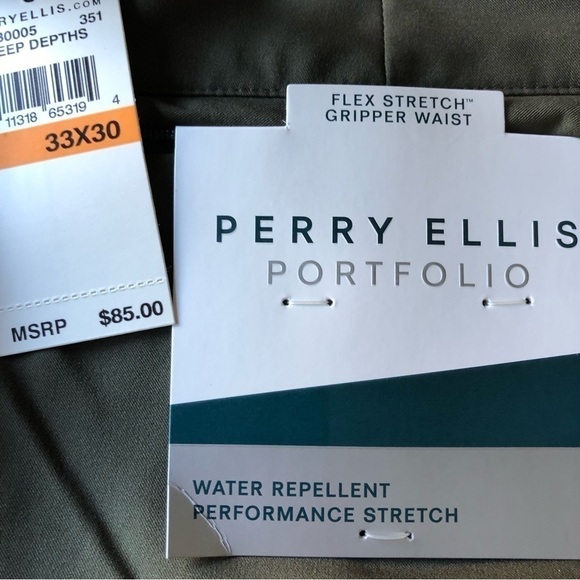 RYELLIS.COM
30005 351
EEP DEPTHS
11318 65319 4
33X30
MSRP $85.00
FLEX STRETCH™
GRIPPER WAIST
PERRY ELLIS
PORTFOLIO
WATER REPELLENT
PERFORMANCE STRETCH